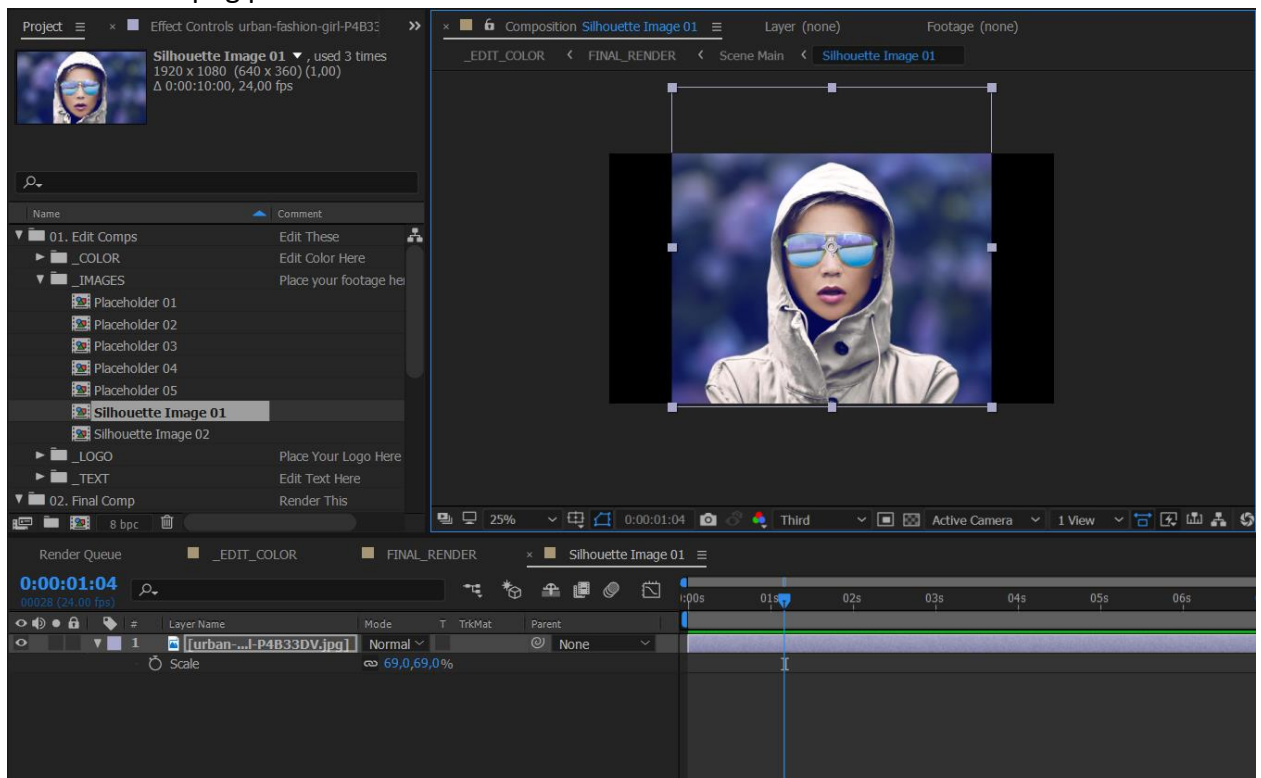 Project
Effect Controls urban-fashion-girl-P4B33
Composition Silhouette Image 01
Layer (none)
Footage (none)
Silhouette Image 01 ▼ , used 3 times
1920 x 1080 (640 x 360) (1,00)
Δ 0:00:10:00, 24,00 fps
_EDIT_COLOR
FINAL_RENDER
Scene Main
Silhouette Image 01
Name Comment
01. Edit Comps Edit These
_COLOR Edit Color Here
_IMAGES Place your footage her
Placeholder 01
Placeholder 02
Placeholder 03
Placeholder 04
Placeholder 05
Silhouette Image 01
Silhouette Image 02
_LOGO Place Your Logo Here
_TEXT Edit Text Here
02. Final Comp Render This
8 bpc
25% 0:00:01:04 Third Active Camera 1 View
Render Queue _EDIT_COLOR FINAL_RENDER Silhouette Image 01
0:00:01:04
00028 (24.00 fps)
:00s 01s 02s 03s 04s 05s 06s
# Layer Name Mode T TrkMat Parent
1 [urban-...l-P4B33DV.jpg] Normal None
Scale 69,0,69,0%